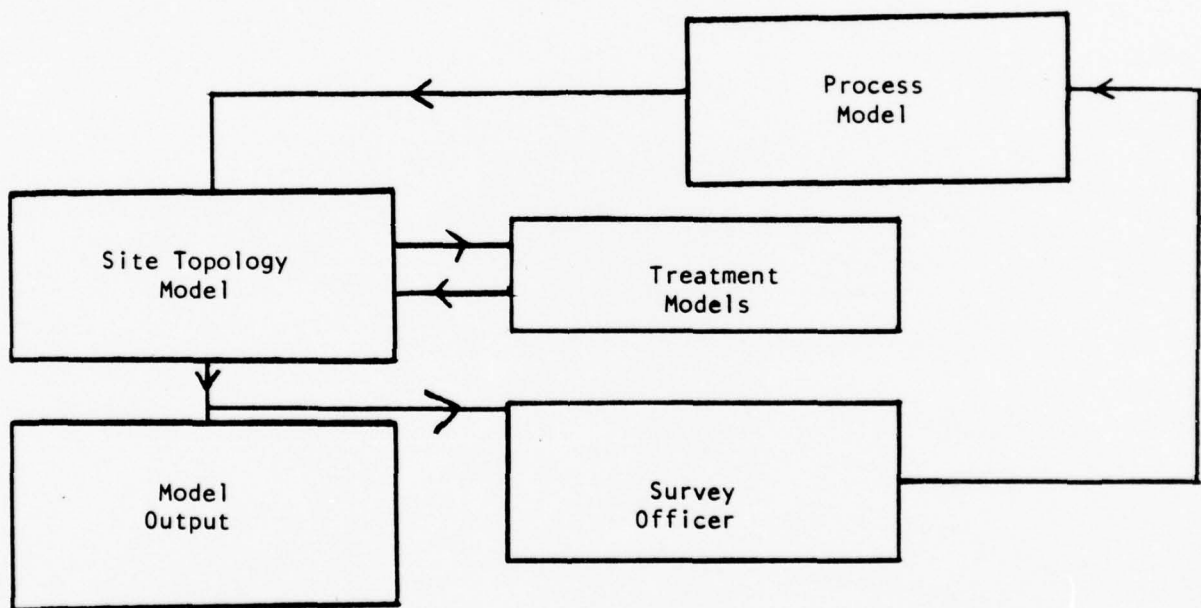 Process
Model
Site Topology
Model
Treatment
Models
Model
Output
Survey
Officer